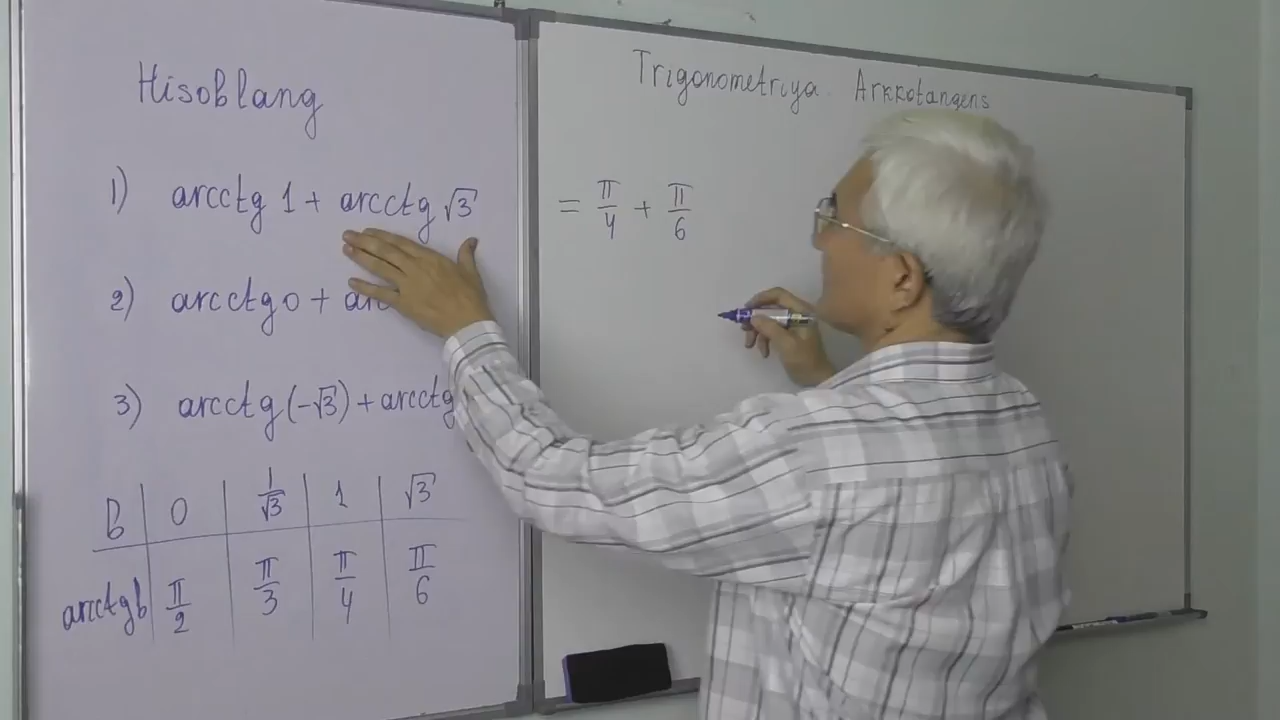 Hisoblang
1) arcctg 1 + arcctg √3
2) arcctg 0 +
3) arcctg (-√3) + arcctg
b 0 1/√3 1 √3
arcctg b π/2 π/3 π/4 π/6
Trigonometriya. Arkkotangens
= π/4 + π/6